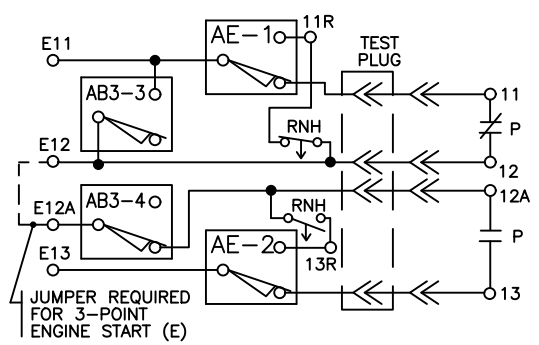 11R
E11
AE-1
TEST
PLUG
AB3-3
11
RNH
P
E12
12
AB3-4
RNH
12A
E12A
AE-2
P
E13
13R
13
JUMPER REQUIRED
FOR 3-POINT
ENGINE START (E)